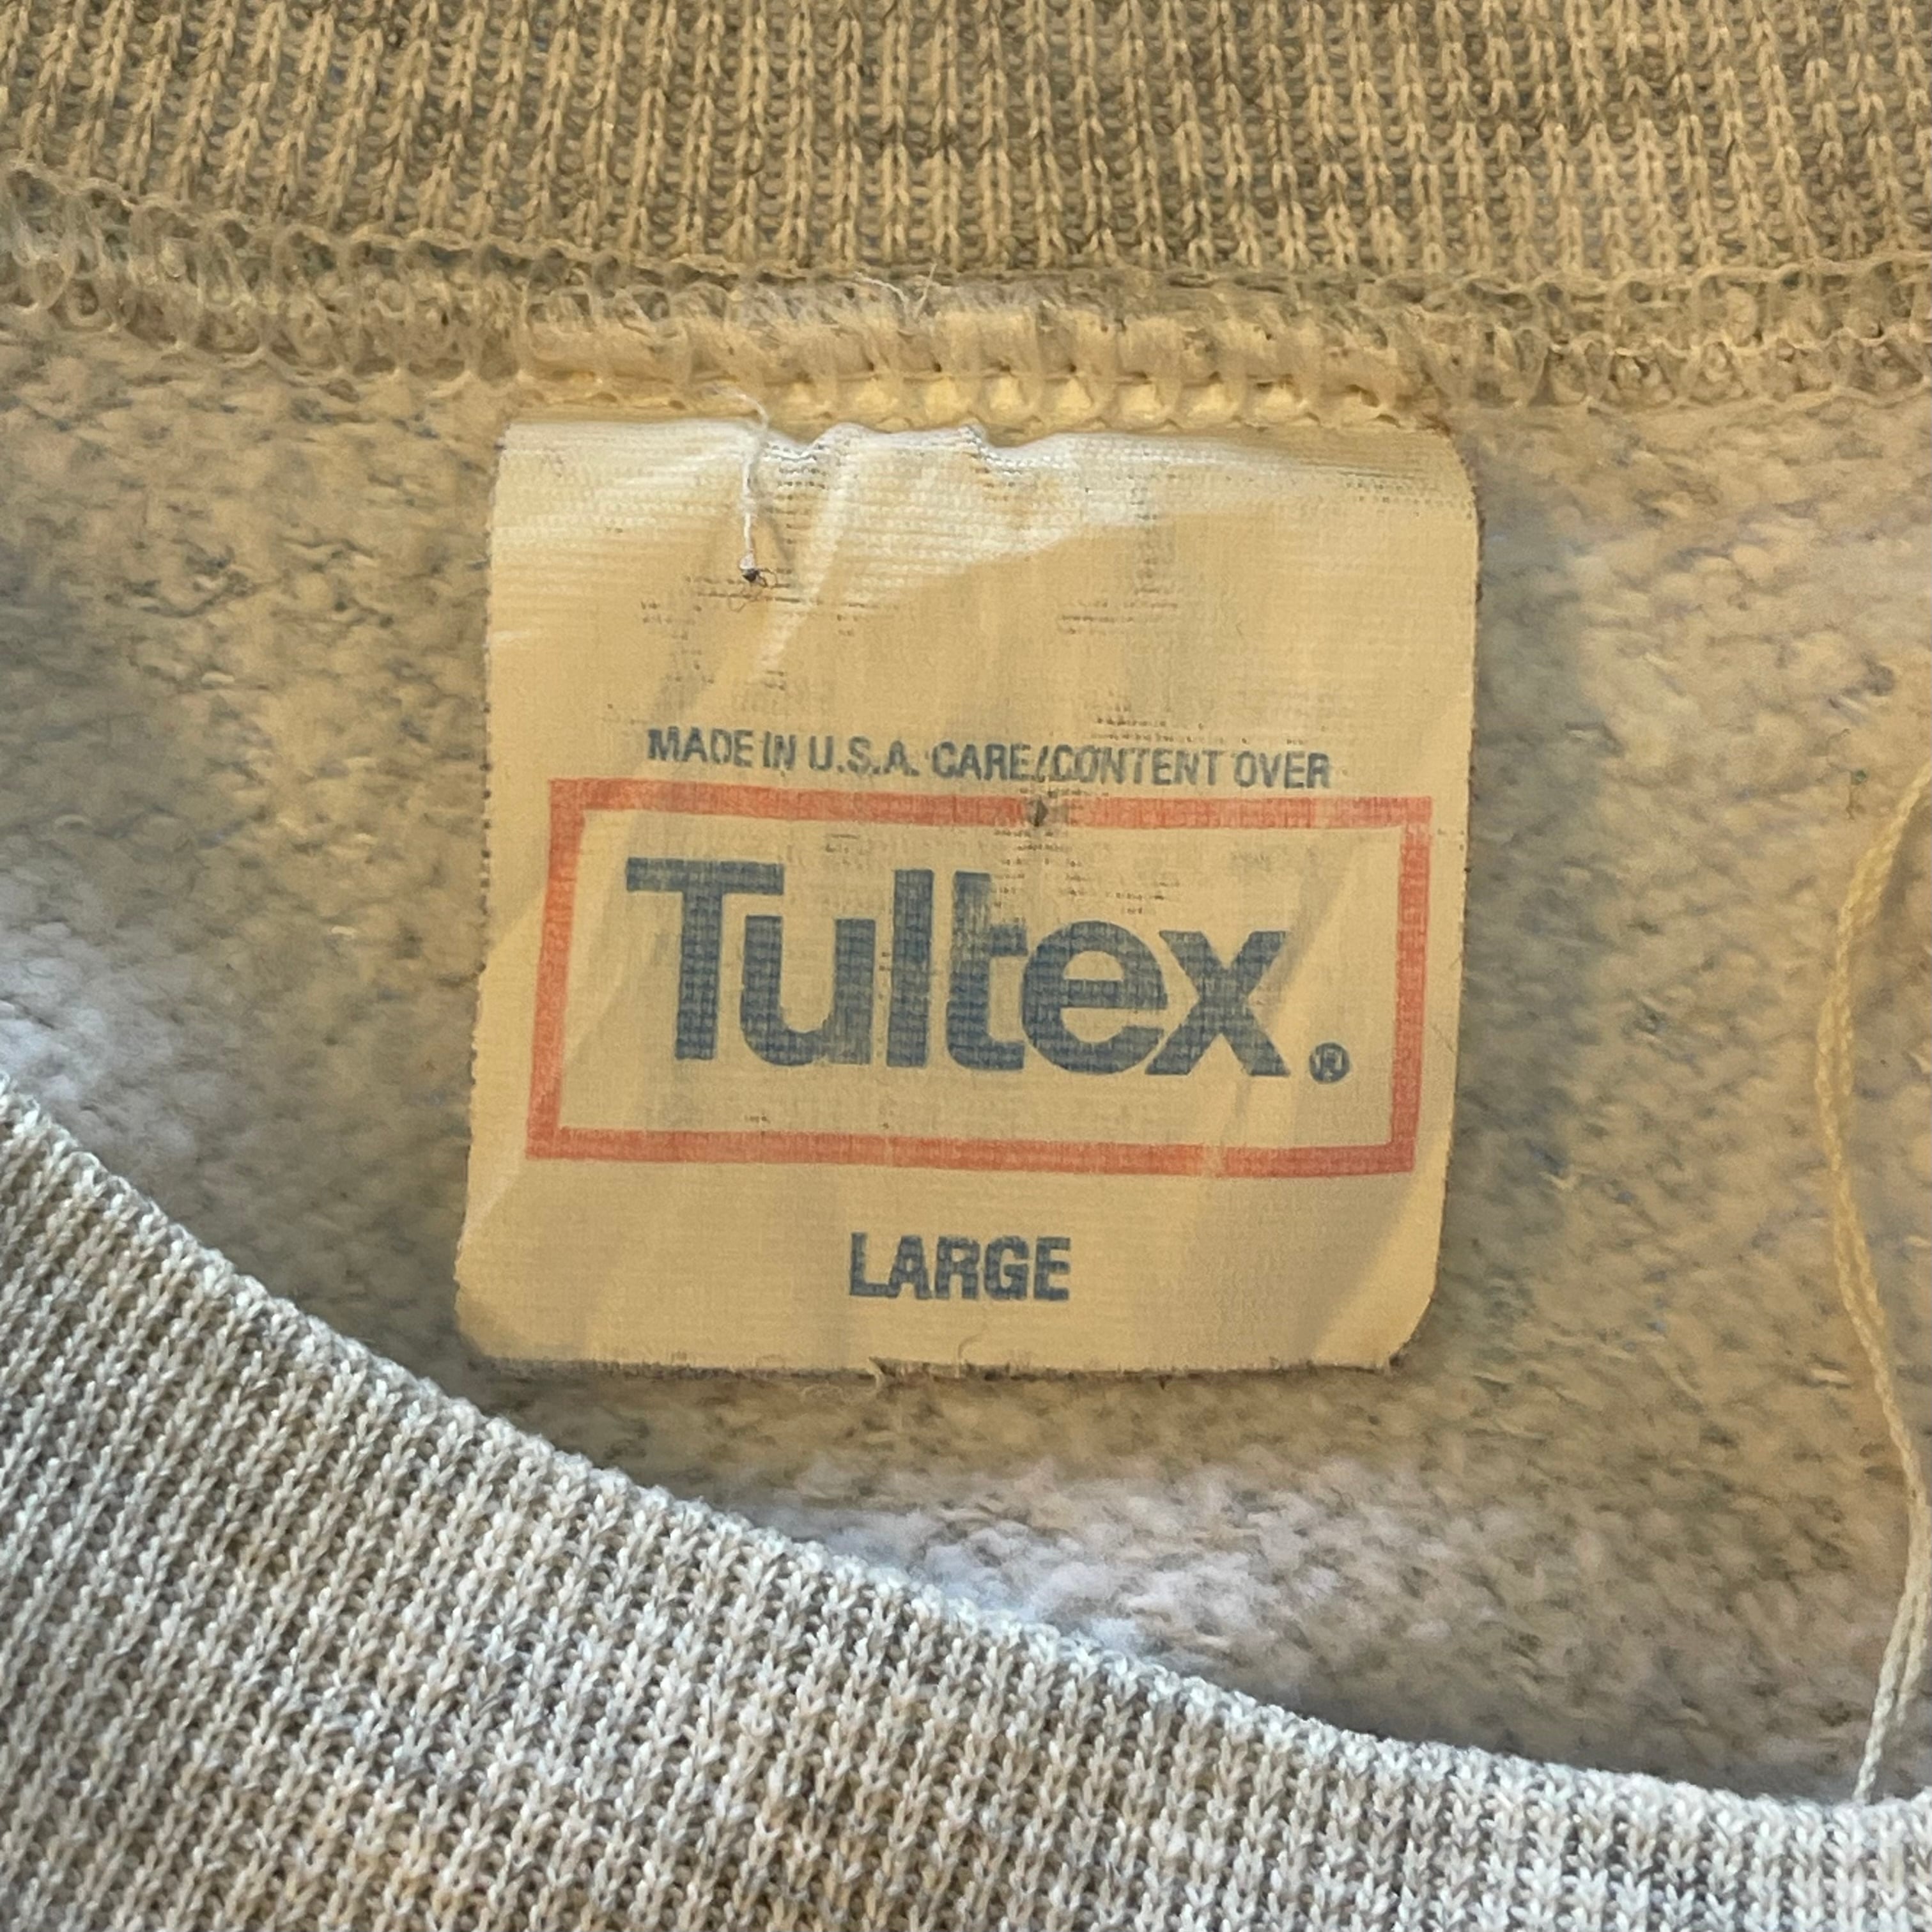 MADE IN U.S.A. CARE/CONTENT OVER
Tultex®
LARGE